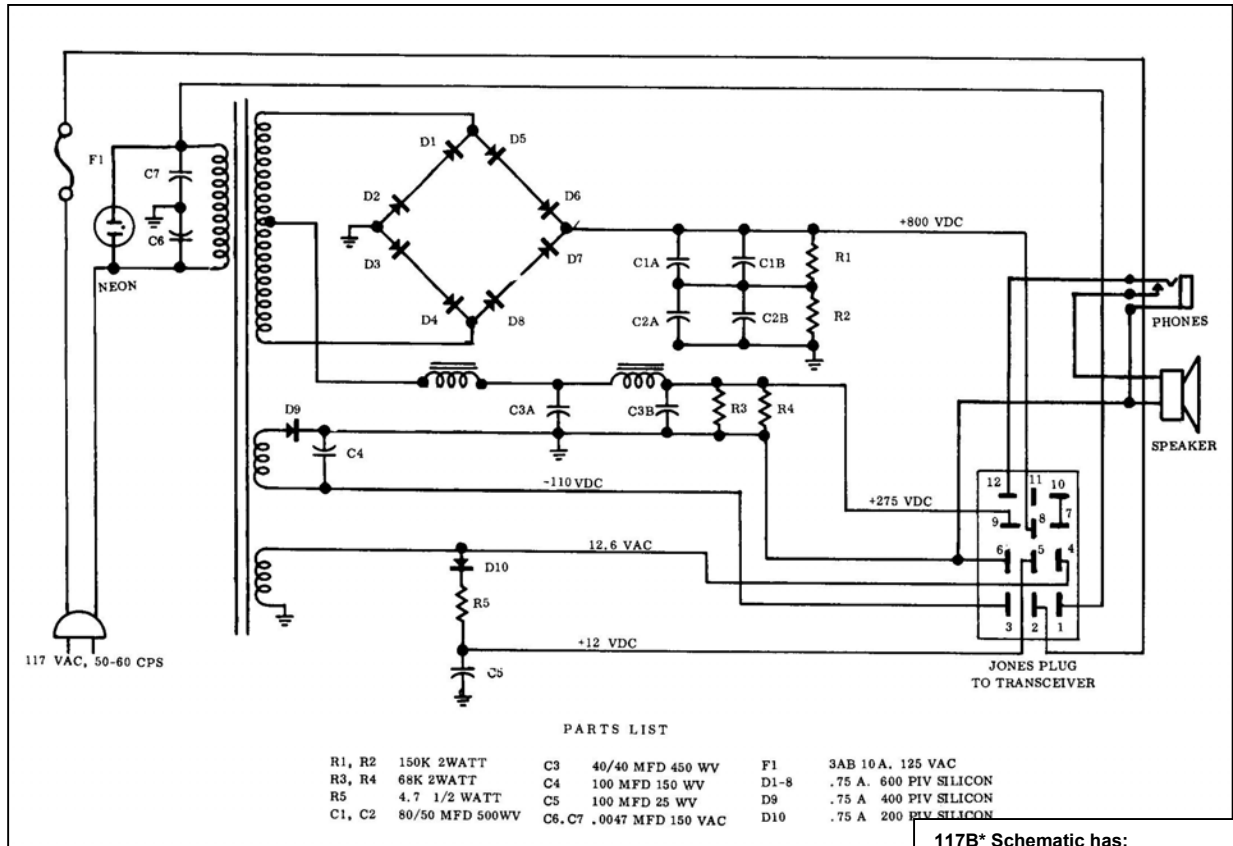 F1
C7
C6
NEON
117 VAC, 50-60 CPS
D1
D5
D2
D6
D3
D7
D4
D8
C1A
C1B
R1
C2A
C2B
R2
+800 VDC
PHONES
SPEAKER
D9
C4
C3A
C3B
R3
R4
-110 VDC
+275 VDC
12.6 VAC
D10
R5
+12 VDC
C5
12 11 10
9 8 7
6 5 4
3 2 1
JONES PLUG
TO TRANSCEIVER
PARTS LIST
R1, R2 150K 2WATT
R3, R4 68K 2WATT
R5 4.7 1/2 WATT
C1, C2 80/50 MFD 500WV
C3 40/40 MFD 450 WV
C4 100 MFD 150 WV
C5 100 MFD 25 WV
C6, C7 .0047 MFD 150 VAC
F1 3AB 10A. 125 VAC
D1-8 .75 A. 600 PIV SILICON
D9 .75 A 400 PIV SILICON
D10 .75 A 200 PIV SILICON
117B* Schematic has: